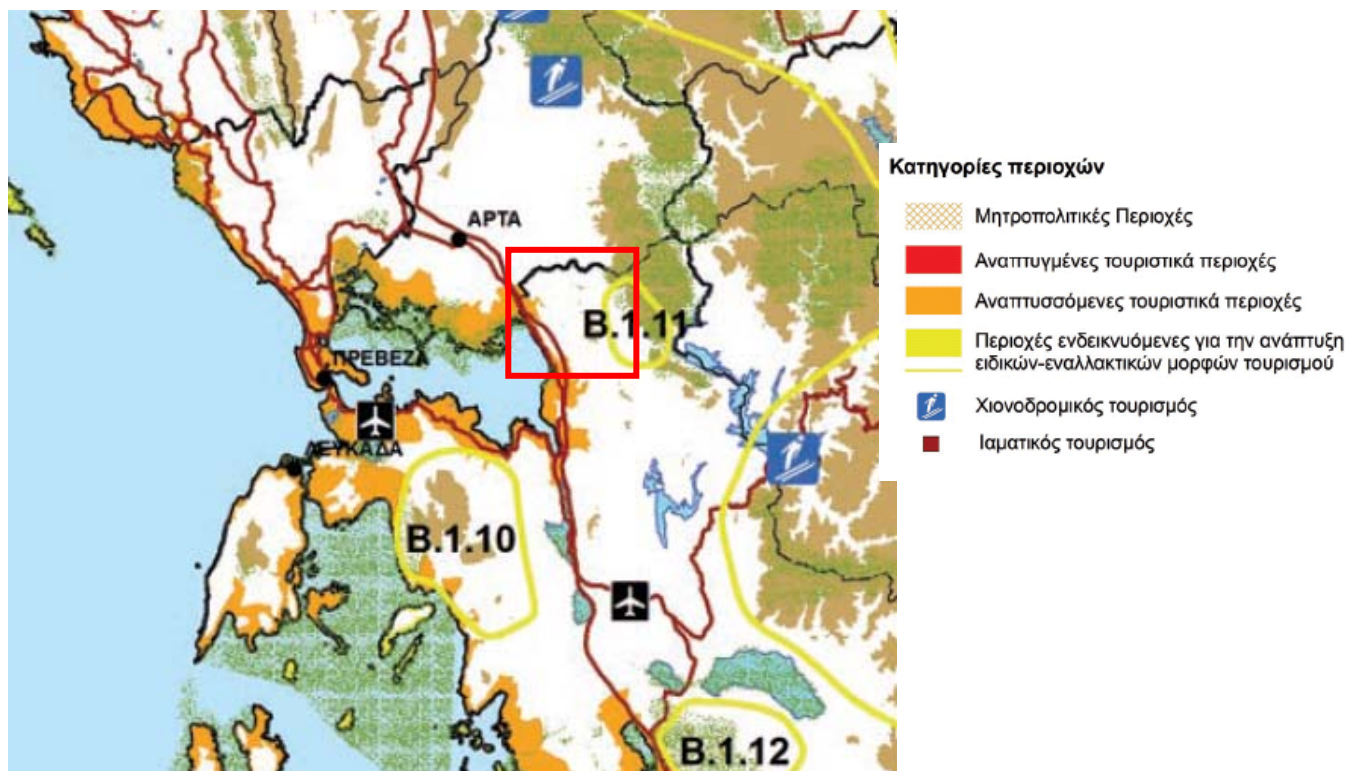 ΑΡΤΑ
ΠΡΕΒΕΖΑ
ΛΕΥΚΑΔΑ
Β.1.11
Β.1.10
Β.1.12
Κατηγορίες περιοχών
Μητροπολιτικές Περιοχές
Αναπτυγμένες τουριστικά περιοχές
Αναπτυσσόμενες τουριστικά περιοχές
Περιοχές ενδεικνυόμενες για την ανάπτυξη
ειδικών-εναλλακτικών μορφών τουρισμού
Χιονοδρομικός τουρισμός
Ιαματικός τουρισμός